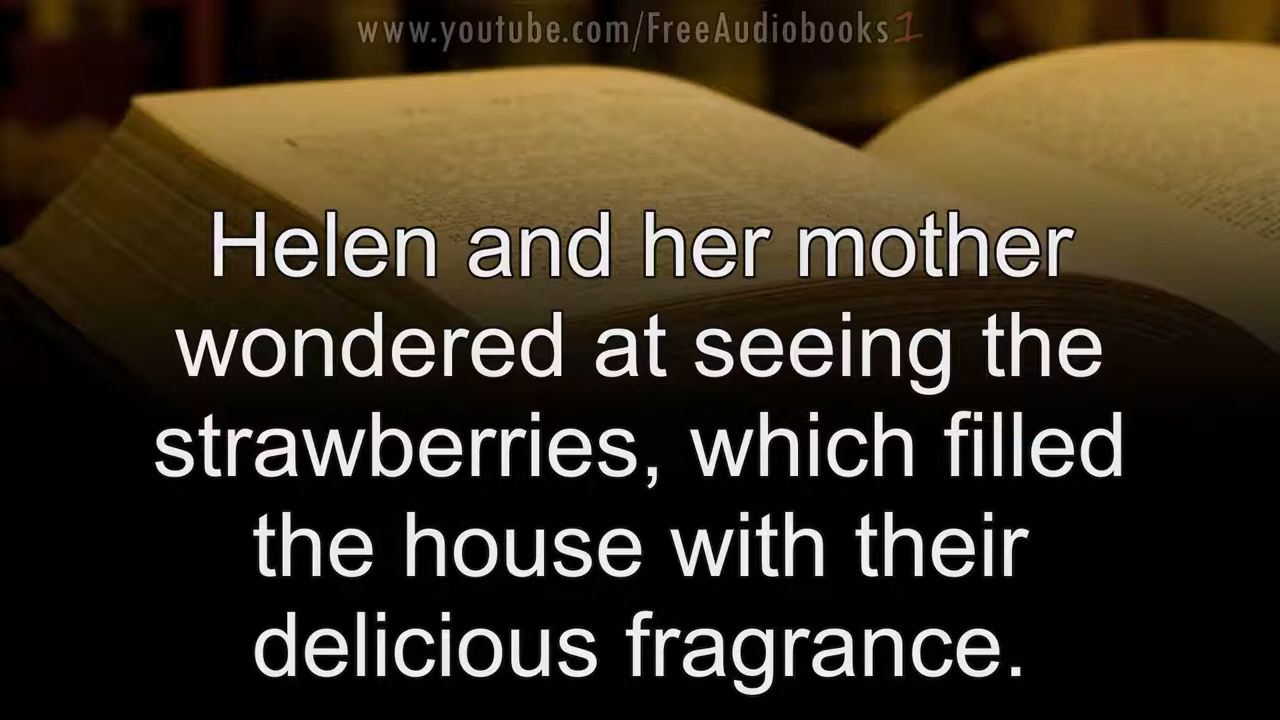 www.youtube.com/FreeAudiobooks1
Helen and her mother
wondered at seeing the
strawberries, which filled
the house with their
delicious fragrance.